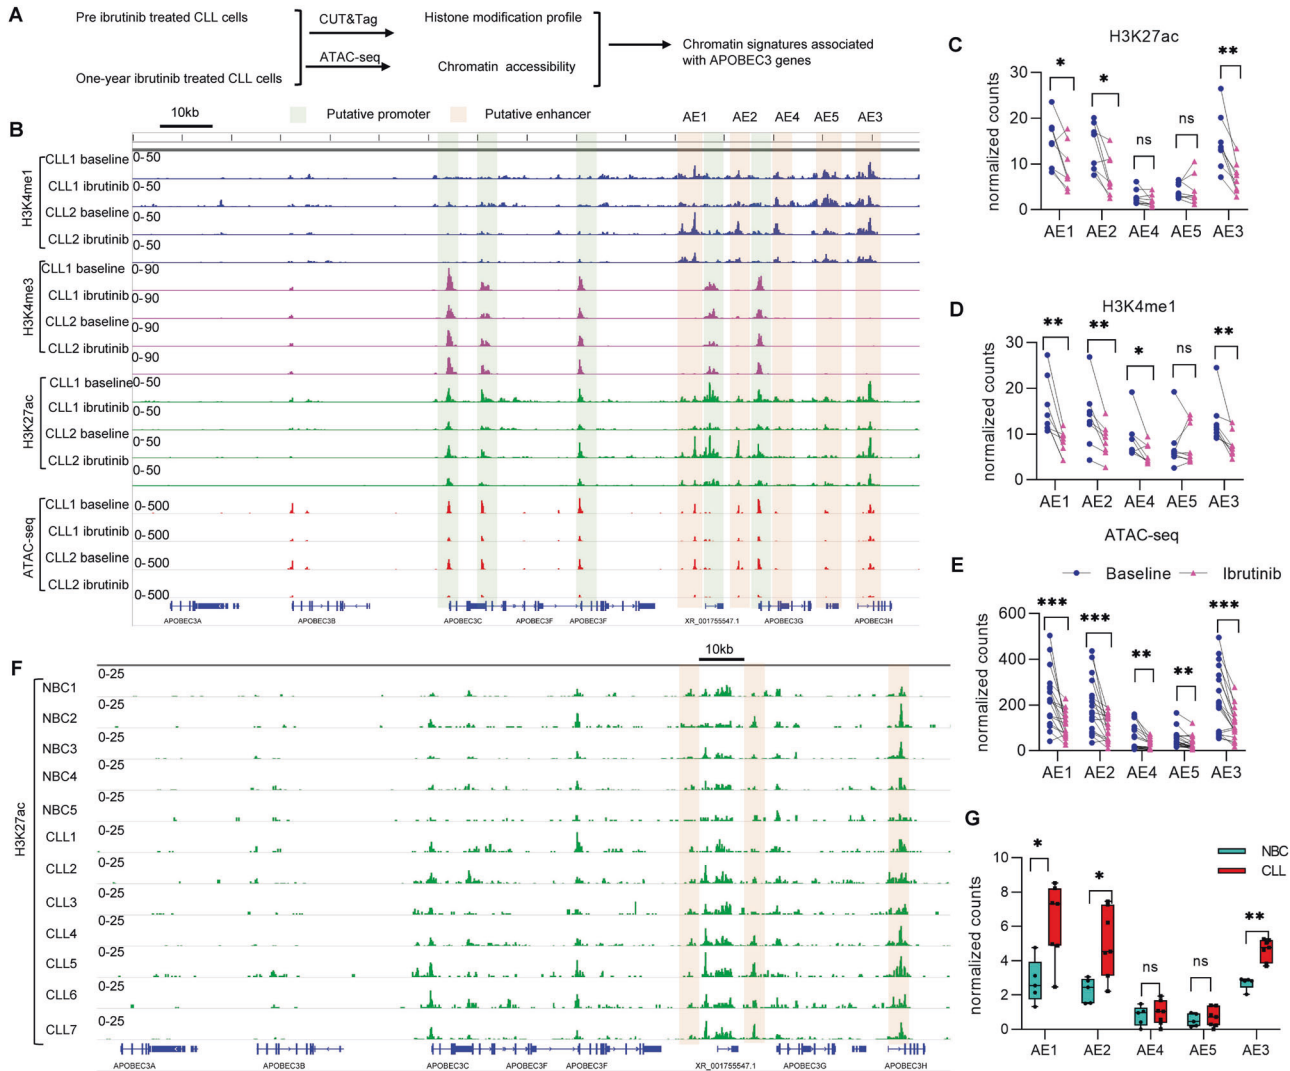 A
Pre ibrutinib treated CLL cells
One-year ibrutinib treated CLL cells
CUT&Tag
ATAC-seq
Histone modification profile
Chromatin accessibility
Chromatin signatures associated
with APOBEC3 genes
B
10kb
Putative promoter
Putative enhancer
AE1 AE2 AE4 AE5 AE3
H3K4me1
CLL1 baseline 0-50
CLL1 ibrutinib 0-50
CLL2 baseline 0-50
CLL2 ibrutinib 0-50
H3K4me3
CLL1 baseline 0-90
CLL1 ibrutinib 0-90
CLL2 baseline 0-90
CLL2 ibrutinib 0-90
H3K27ac
CLL1 baseline 0-50
CLL1 ibrutinib 0-50
CLL2 baseline 0-50
CLL2 ibrutinib 0-50
ATAC-seq
CLL1 baseline 0-500
CLL1 ibrutinib 0-500
CLL2 baseline 0-500
CLL2 ibrutinib 0-500
APOBEC3A APOBEC3B APOBEC3C APOBEC3F APOBEC3F XR_001755547.1 APOBEC3G APOBEC3H
C
H3K27ac
normalized counts
30
20
10
0
* * ns ns **
AE1 AE2 AE4 AE5 AE3
D
H3K4me1
normalized counts
30
20
10
0
** ** * ns **
AE1 AE2 AE4 AE5 AE3
E
ATAC-seq
Baseline Ibrutinib
normalized counts
600
400
200
0
*** *** ** ** ***
AE1 AE2 AE4 AE5 AE3
F
10kb
H3K27ac
NBC1 0-25
NBC2 0-25
NBC3 0-25
NBC4 0-25
NBC5 0-25
CLL1 0-25
CLL2 0-25
CLL3 0-25
CLL4 0-25
CLL5 0-25
CLL6 0-25
CLL7 0-25
APOBEC3A APOBEC3B APOBEC3C APOBEC3F APOBEC3F XR_001755547.1 APOBEC3G APOBEC3H
G
NBC
CLL
normalized counts
10
8
6
4
2
0
* * ns ns **
AE1 AE2 AE4 AE5 AE3